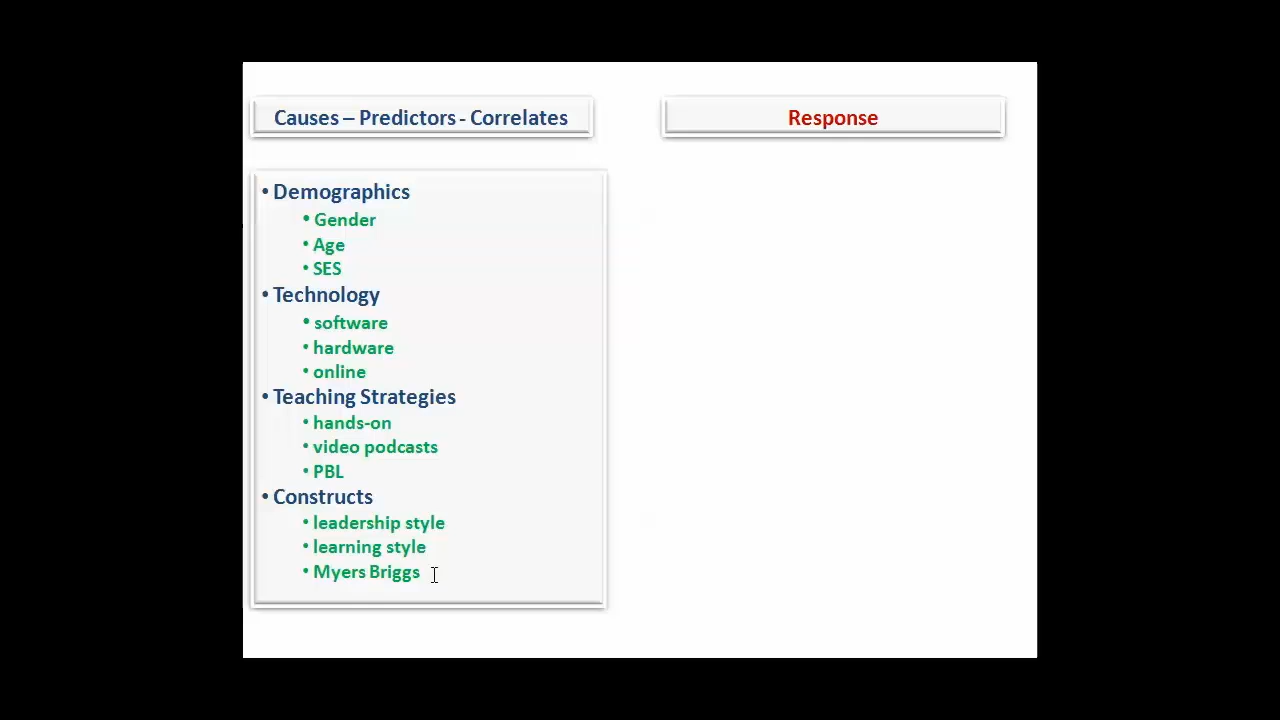 Causes – Predictors - Correlates
Response
• Demographics
• Gender
• Age
• SES
• Technology
• software
• hardware
• online
• Teaching Strategies
• hands-on
• video podcasts
• PBL
• Constructs
• leadership style
• learning style
• Myers Briggs